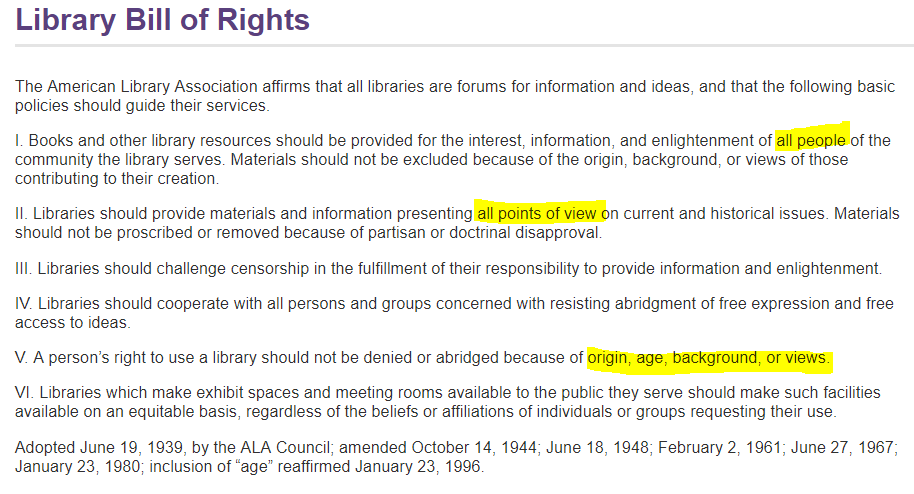 Library Bill of Rights
The American Library Association affirms that all libraries are forums for information and ideas, and that the following basic
policies should guide their services.
I. Books and other library resources should be provided for the interest, information, and enlightenment of all people of the
community the library serves. Materials should not be excluded because of the origin, background, or views of those
contributing to their creation.
II. Libraries should provide materials and information presenting all points of view on current and historical issues. Materials
should not be proscribed or removed because of partisan or doctrinal disapproval.
III. Libraries should challenge censorship in the fulfillment of their responsibility to provide information and enlightenment.
IV. Libraries should cooperate with all persons and groups concerned with resisting abridgment of free expression and free
access to ideas.
V. A person’s right to use a library should not be denied or abridged because of origin, age, background, or views.
VI. Libraries which make exhibit spaces and meeting rooms available to the public they serve should make such facilities
available on an equitable basis, regardless of the beliefs or affiliations of individuals or groups requesting their use.
Adopted June 19, 1939, by the ALA Council; amended October 14, 1944; June 18, 1948; February 2, 1961; June 27, 1967;
January 23, 1980; inclusion of “age” reaffirmed January 23, 1996.